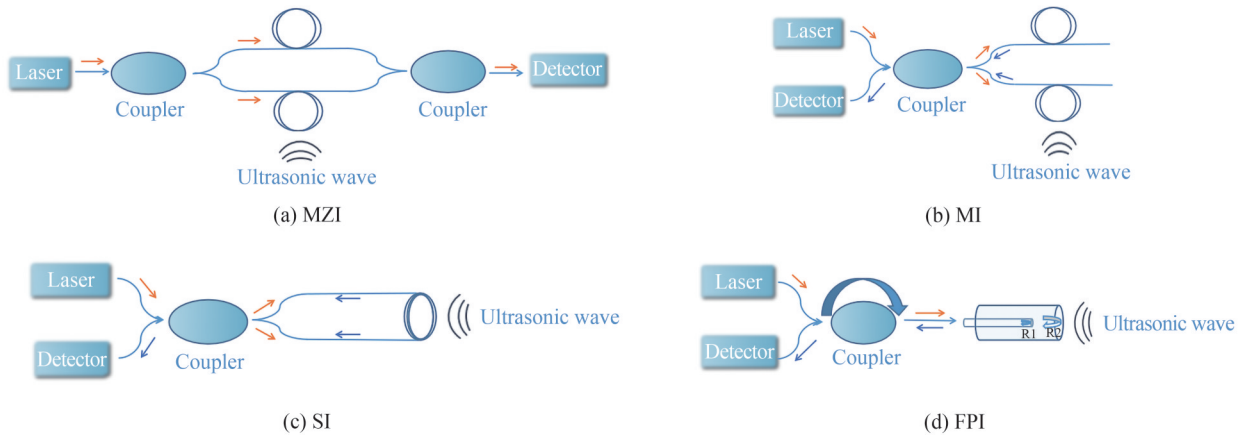 Laser
Coupler
Coupler
Detector
Ultrasonic wave
(a) MZI
Laser
Detector
Coupler
Ultrasonic wave
(b) MI
Laser
Detector
Coupler
Ultrasonic wave
(c) SI
Laser
Detector
Coupler
R1
R2
Ultrasonic wave
(d) FPI